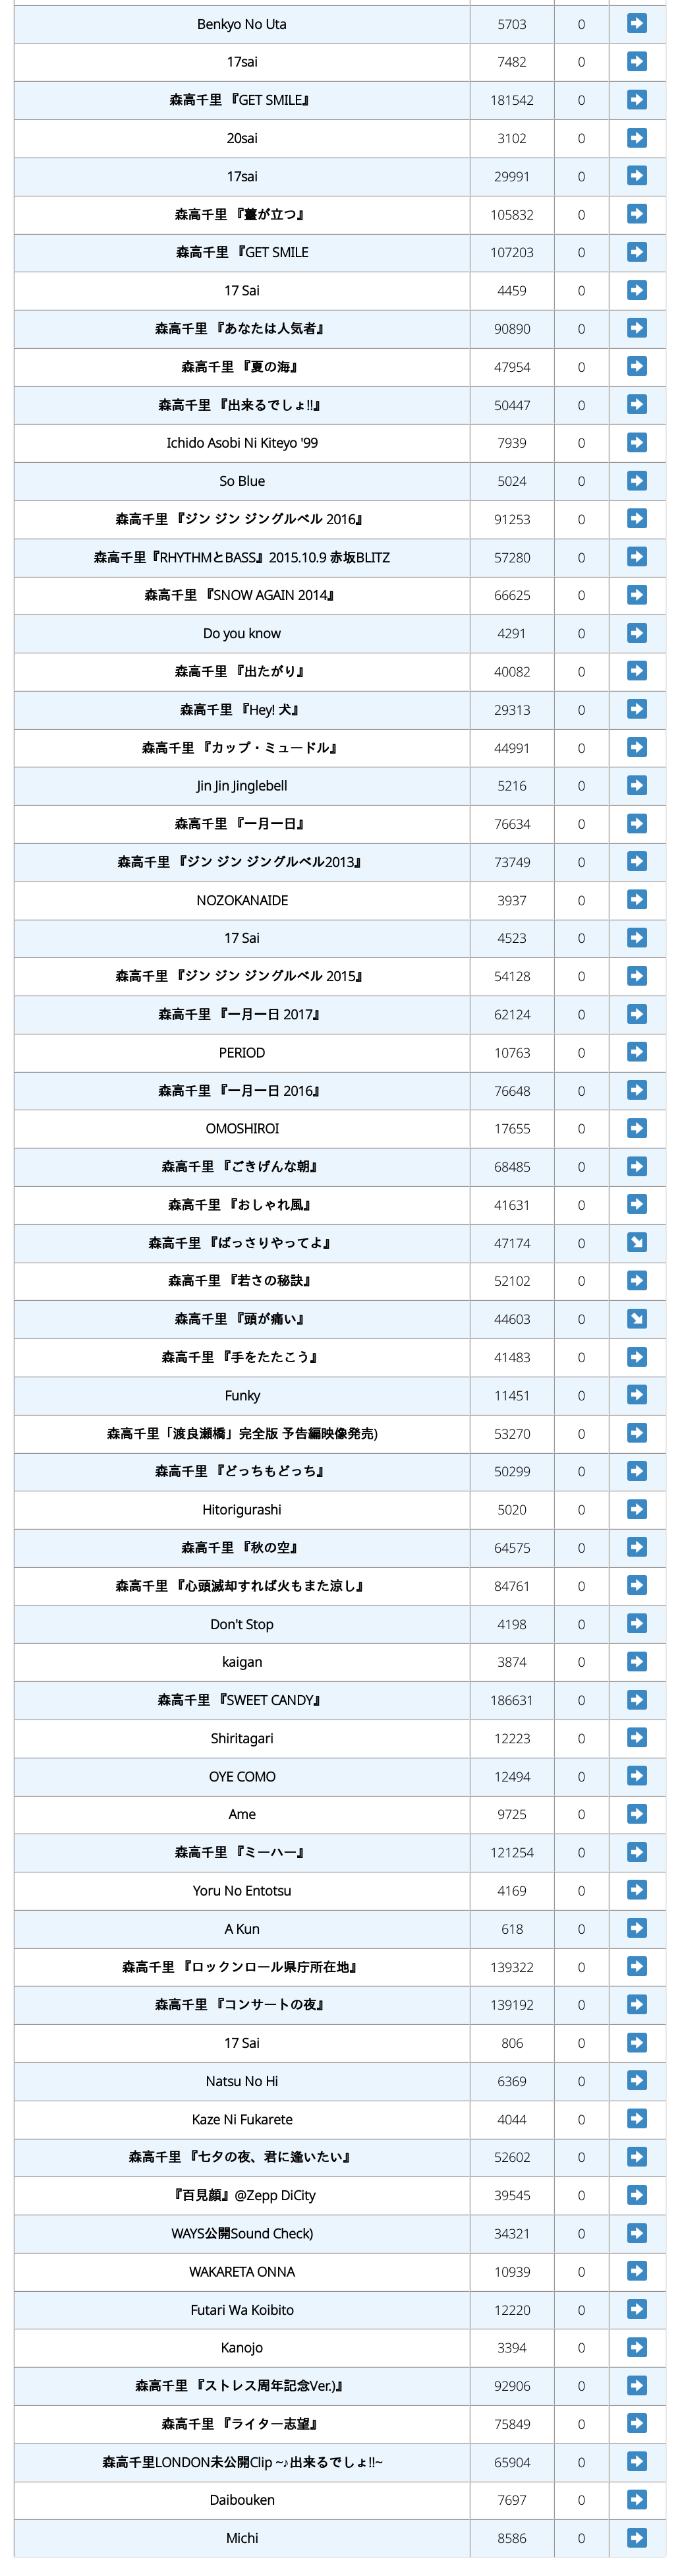 Benkyo No Uta 5703 0 ➡
17sai 7482 0 ➡
森高千里 『GET SMILE』 181542 0 ➡
20sai 3102 0 ➡
17sai 29991 0 ➡
森高千里 『薹が立つ』 105832 0 ➡
森高千里 『GET SMILE 107203 0 ➡
17 Sai 4459 0 ➡
森高千里 『あなたは人気者』 90890 0 ➡
森高千里 『夏の海』 47954 0 ➡
森高千里 『出来るでしょ!!』 50447 0 ➡
Ichido Asobi Ni Kiteyo '99 7939 0 ➡
So Blue 5024 0 ➡
森高千里 『ジン ジン ジングルベル 2016』 91253 0 ➡
森高千里『RHYTHMとBASS』2015.10.9 赤坂BLITZ 57280 0 ➡
森高千里 『SNOW AGAIN 2014』 66625 0 ➡
Do you know 4291 0 ➡
森高千里 『出たがり』 40082 0 ➡
森高千里 『Hey! 犬』 29313 0 ➡
森高千里 『カップ・ミュードル』 44991 0 ➡
Jin Jin Jinglebell 5216 0 ➡
森高千里 『一月一日』 76634 0 ➡
森高千里 『ジン ジン ジングルベル2013』 73749 0 ➡
NOZOKANAIDE 3937 0 ➡
17 Sai 4523 0 ➡
森高千里 『ジン ジン ジングルベル 2015』 54128 0 ➡
森高千里 『一月一日 2017』 62124 0 ➡
PERIOD 10763 0 ➡
森高千里 『一月一日 2016』 76648 0 ➡
OMOSHIROI 17655 0 ➡
森高千里 『ごきげんな朝』 68485 0 ➡
森高千里 『おしゃれ風』 41631 0 ➡
森高千里 『ばっさりやってよ』 47174 0 ↘
森高千里 『若さの秘訣』 52102 0 ➡
森高千里 『頭が痛い』 44603 0 ↘
森高千里 『手をたたこう』 41483 0 ➡
Funky 11451 0 ➡
森高千里「渡良瀬橋」完全版 予告編映像発売) 53270 0 ➡
森高千里 『どっちもどっち』 50299 0 ➡
Hitorigurashi 5020 0 ➡
森高千里 『秋の空』 64575 0 ➡
森高千里 『心頭滅却すれば火もまた涼し』 84761 0 ➡
Don't Stop 4198 0 ➡
kaigan 3874 0 ➡
森高千里 『SWEET CANDY』 186631 0 ➡
Shiritagari 12223 0 ➡
OYE COMO 12494 0 ➡
Ame 9725 0 ➡
森高千里 『ミーハー』 121254 0 ➡
Yoru No Entotsu 4169 0 ➡
A Kun 618 0 ➡
森高千里 『ロックンロール県庁所在地』 139322 0 ➡
森高千里 『コンサートの夜』 139192 0 ➡
17 Sai 806 0 ➡
Natsu No Hi 6369 0 ➡
Kaze Ni Fukarete 4044 0 ➡
森高千里 『七夕の夜、君に逢いたい』 52602 0 ➡
『百見顔』@Zepp DiCity 39545 0 ➡
WAYS公開Sound Check) 34321 0 ➡
WAKARETA ONNA 10939 0 ➡
Futari Wa Koibito 12220 0 ➡
Kanojo 3394 0 ➡
森高千里 『ストレス周年記念Ver.)』 92906 0 ➡
森高千里 『ライター志望』 75849 0 ➡
森高千里LONDON未公開Clip ~♪出来るでしょ!!~ 65904 0 ➡
Daibouken 7697 0 ➡
Michi 8586 0 ➡